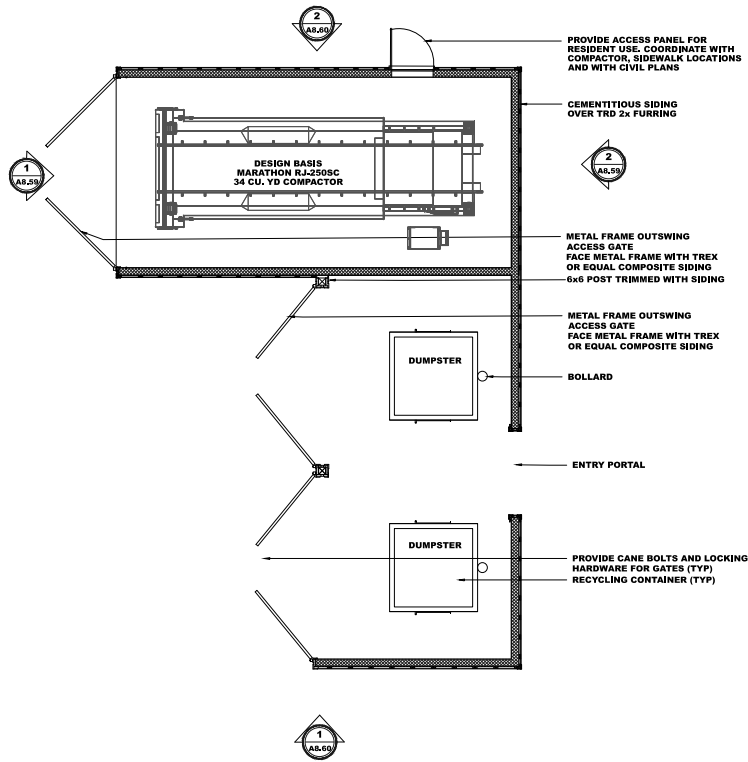 2
A8.60
PROVIDE ACCESS PANEL FOR
RESIDENT USE. COORDINATE WITH
COMPACTOR, SIDEWALK LOCATIONS
AND WITH CIVIL PLANS
CEMENTITIOUS SIDING
OVER TRD 2x FURRING
DESIGN BASIS
MARATHON RJ-250SC
34 CU. YD COMPACTOR
1
A8.59
2
A8.59
METAL FRAME OUTSWING
ACCESS GATE
FACE METAL FRAME WITH TREX
OR EQUAL COMPOSITE SIDING
6x6 POST TRIMMED WITH SIDING
METAL FRAME OUTSWING
ACCESS GATE
FACE METAL FRAME WITH TREX
OR EQUAL COMPOSITE SIDING
DUMPSTER
BOLLARD
ENTRY PORTAL
DUMPSTER
PROVIDE CANE BOLTS AND LOCKING
HARDWARE FOR GATES (TYP)
RECYCLING CONTAINER (TYP)
1
A8.60